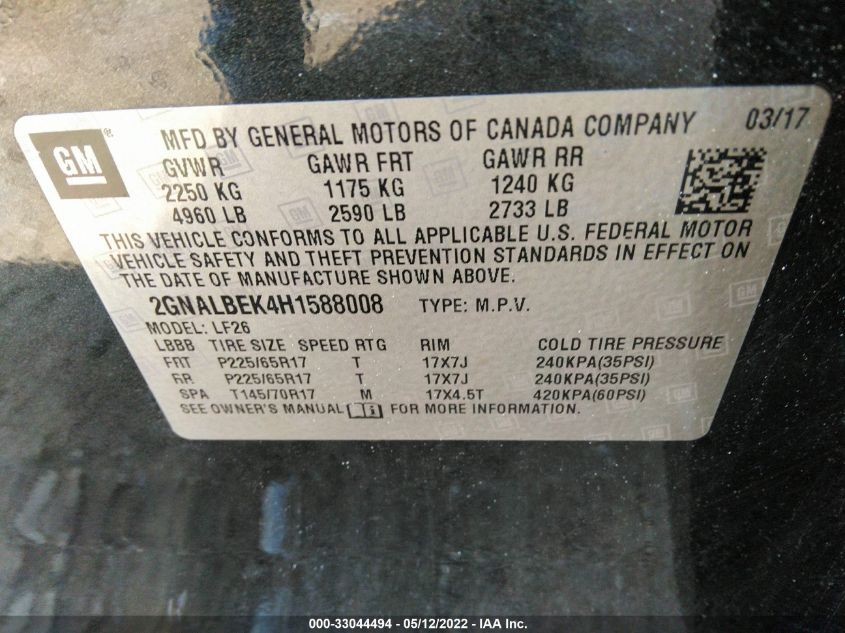 GM ® MFD BY GENERAL MOTORS OF CANADA COMPANY 03/17
GVWR GAWR FRT GAWR RR
2250 KG 1175 KG 1240 KG
4960 LB 2590 LB 2733 LB
THIS VEHICLE CONFORMS TO ALL APPLICABLE U.S. FEDERAL MOTOR
VEHICLE SAFETY AND THEFT PREVENTION STANDARDS IN EFFECT ON
THE DATE OF MANUFACTURE SHOWN ABOVE.
2GNALBEK4H1588008 TYPE: M.P.V.
MODEL: LF26
LBBB TIRE SIZE SPEED RTG RIM COLD TIRE PRESSURE
FRT P225/65R17 T 17X7J 240KPA(35PSI)
RR P225/65R17 T 17X7J 240KPA(35PSI)
SPA T145/70R17 M 17X4.5T 420KPA(60PSI)
SEE OWNER'S MANUAL FOR MORE INFORMATION.
000-33044494 - 05/12/2022 - IAA Inc.